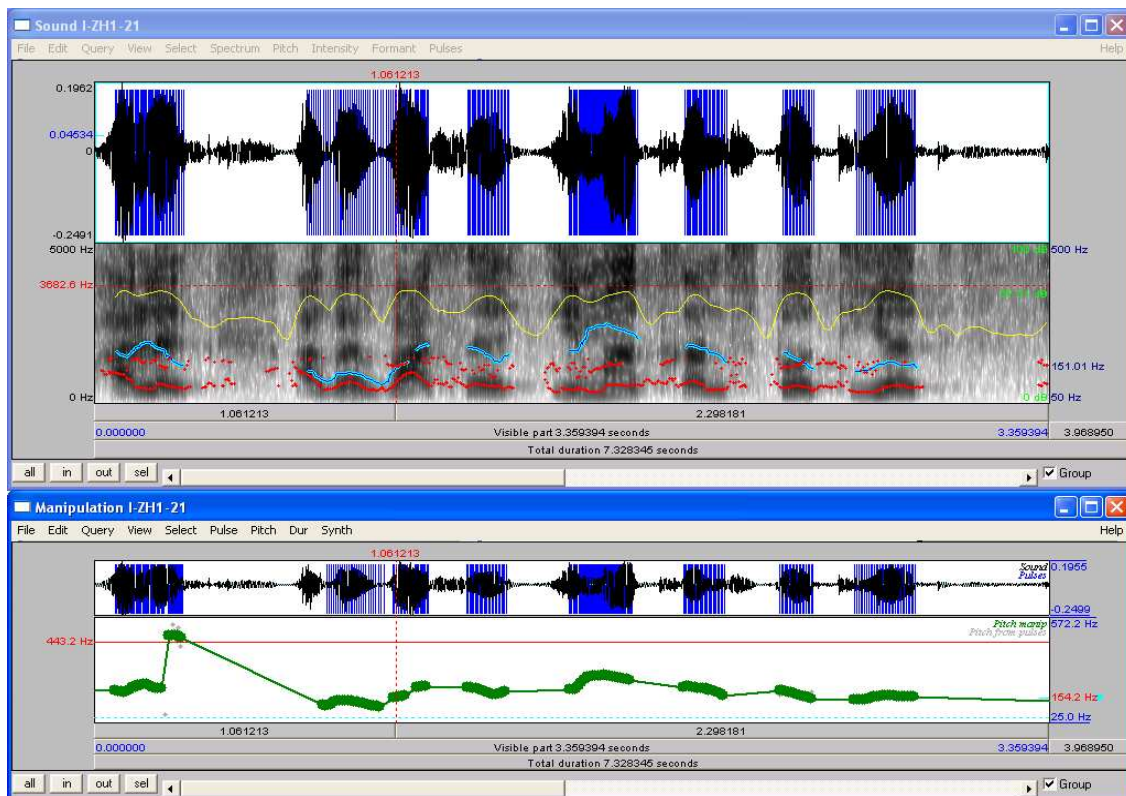 Sound I-ZH1-21
File Edit Query View Select Spectrum Pitch Intensity Formant Pulses Help
1.061213
0.1962
0.04534
0
-0.2491
5000 Hz 500 Hz
3682.6 Hz
151.01 Hz
0 Hz 0 dB 50 Hz
1.061213 2.298181
0.000000 Visible part 3.359394 seconds 3.359394 3.968950
Total duration 7.328345 seconds
all in out sel Group
Manipulation I-ZH1-21
File Edit Query View Select Pulse Pitch Dur Synth Help
1.061213
Sound 0.1955
Pulses
-0.2499
Pitch manip 572.2 Hz
Pitch from pulses
443.2 Hz
154.2 Hz
25.0 Hz
1.061213 2.298181
0.000000 Visible part 3.359394 seconds 3.359394 3.968950
Total duration 7.328345 seconds
all in out sel Group